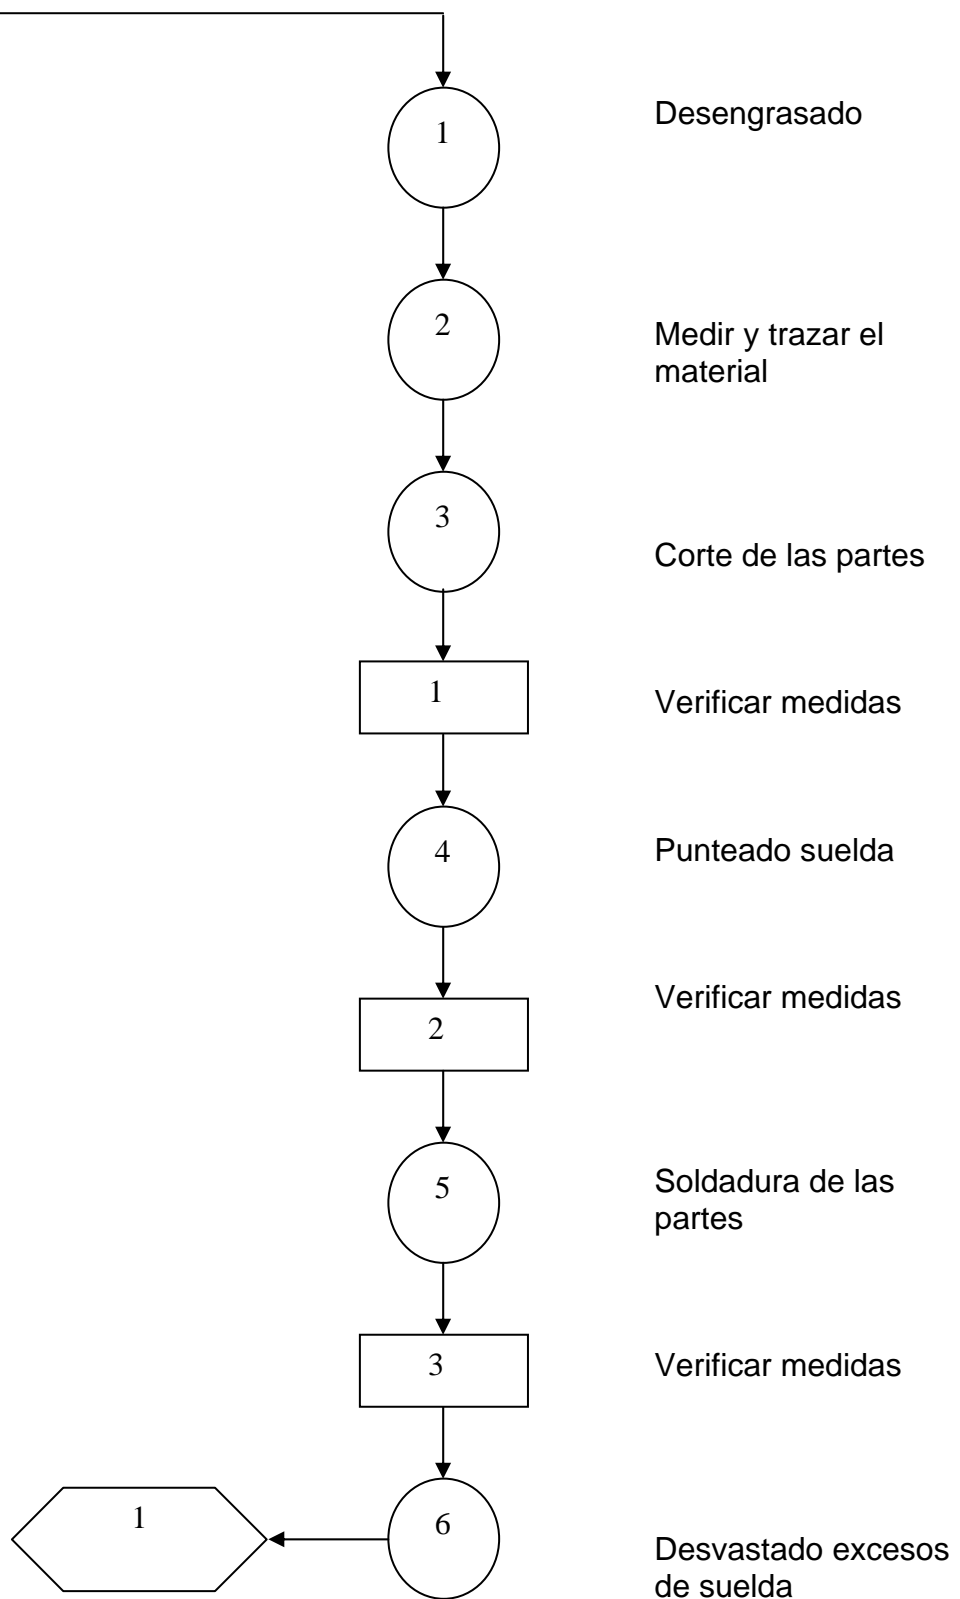 1
Desengrasado
2
Medir y trazar el
material
3
Corte de las partes
1
Verificar medidas
4
Punteado suelda
Verificar medidas
2
5
Soldadura de las
partes
3
Verificar medidas
1
6
Desvastado excesos
de suelda